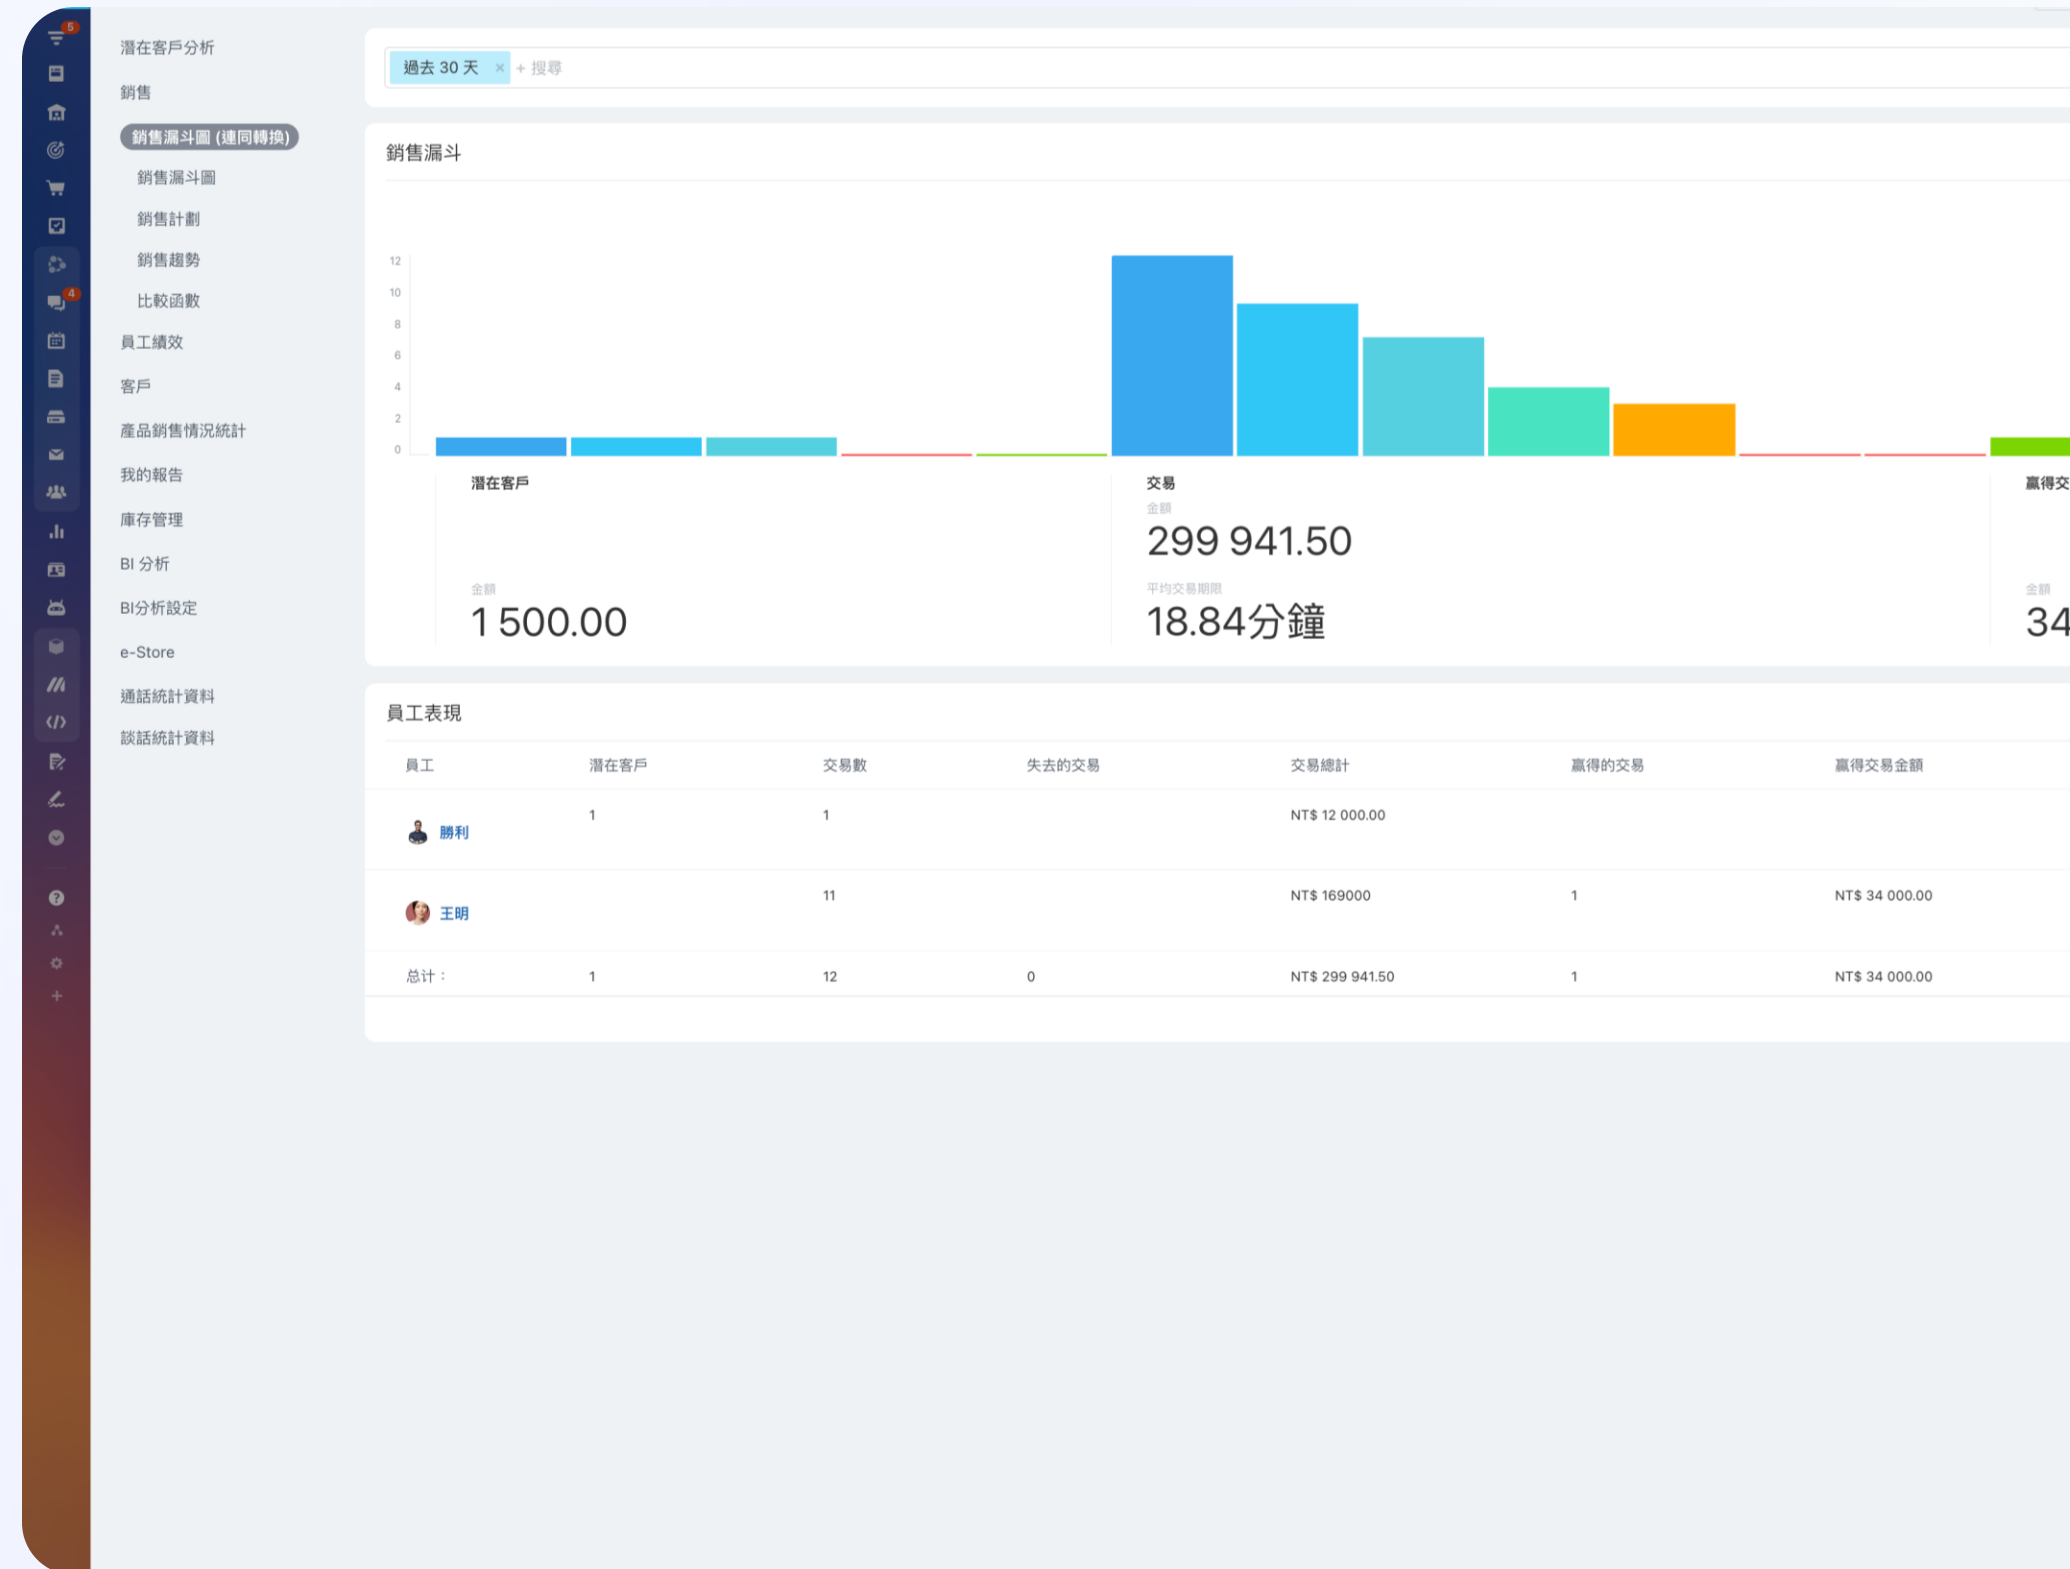 5
4
潛在客戶分析
銷售
銷售漏斗圖 (連同轉換)
銷售漏斗圖
銷售計劃
銷售趨勢
比較函數
員工績效
客戶
產品銷售情況統計
我的報告
庫存管理
BI 分析
BI分析設定
e-Store
通話統計資料
談話統計資料
過去 30 天 × + 搜尋
銷售漏斗
12
10
8
6
4
2
0
潛在客戶
金額
1 500.00
交易
金額
299 941.50
平均交易期限
18.84分鐘
贏得交
金額
34
員工表現
員工 潛在客戶 交易數 失去的交易 交易總計 贏得的交易 贏得交易金額
勝利 1 1 NT$ 12 000.00
王明 11 NT$ 169000 1 NT$ 34 000.00
总计： 1 12 0 NT$ 299 941.50 1 NT$ 34 000.00